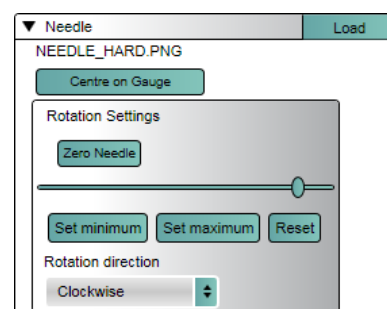 Needle Load
NEEDLE_HARD.PNG
Centre on Gauge
Rotation Settings
Zero Needle
Set minimum Set maximum Reset
Rotation direction
Clockwise